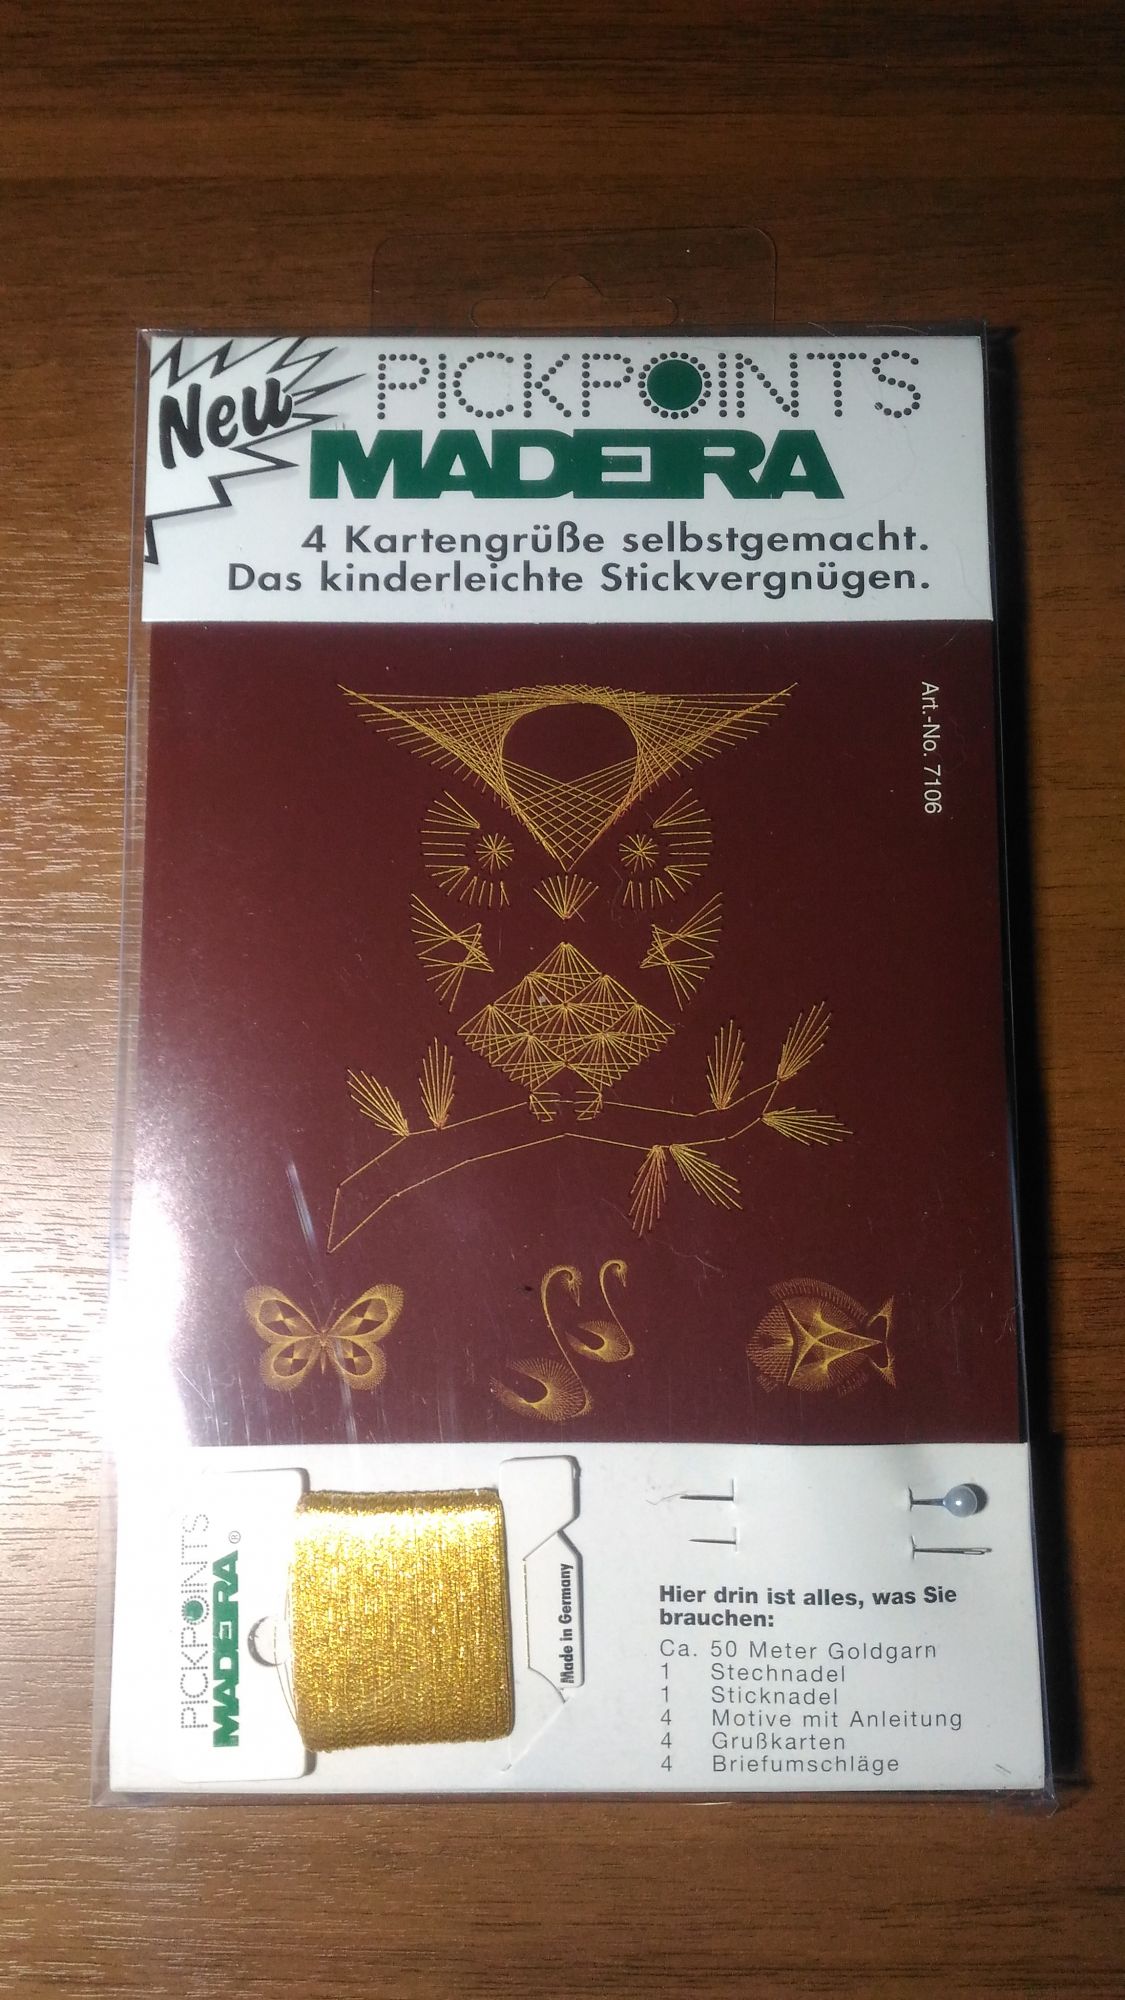 Neu
PICKPOINTS
MADEIRA
4 Kartengrüße selbstgemacht.
Das kinderleichte Stickvergnügen.
Art.-No. 7106
PICKPOINTS
MADEIRA®
Made in Germany
Hier drin ist alles, was Sie
brauchen:
Ca. 50 Meter Goldgarn
1 Stechnadel
1 Sticknadel
4 Motive mit Anleitung
4 Grußkarten
4 Briefumschläge